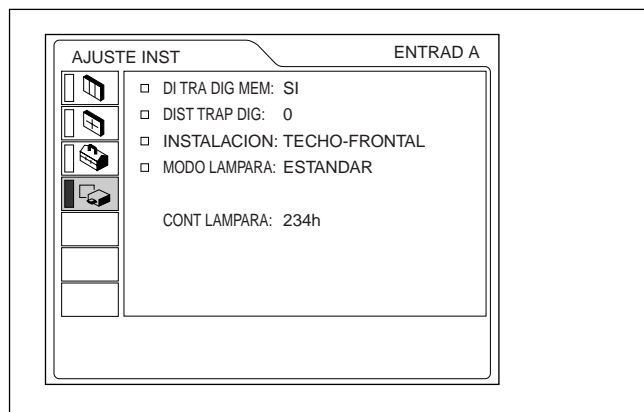 AJUSTE INST
ENTRAD A
DI TRA DIG MEM: SI
DIST TRAP DIG: 0
INSTALACION: TECHO-FRONTAL
MODO LAMPARA: ESTANDAR
CONT LAMPARA: 234h